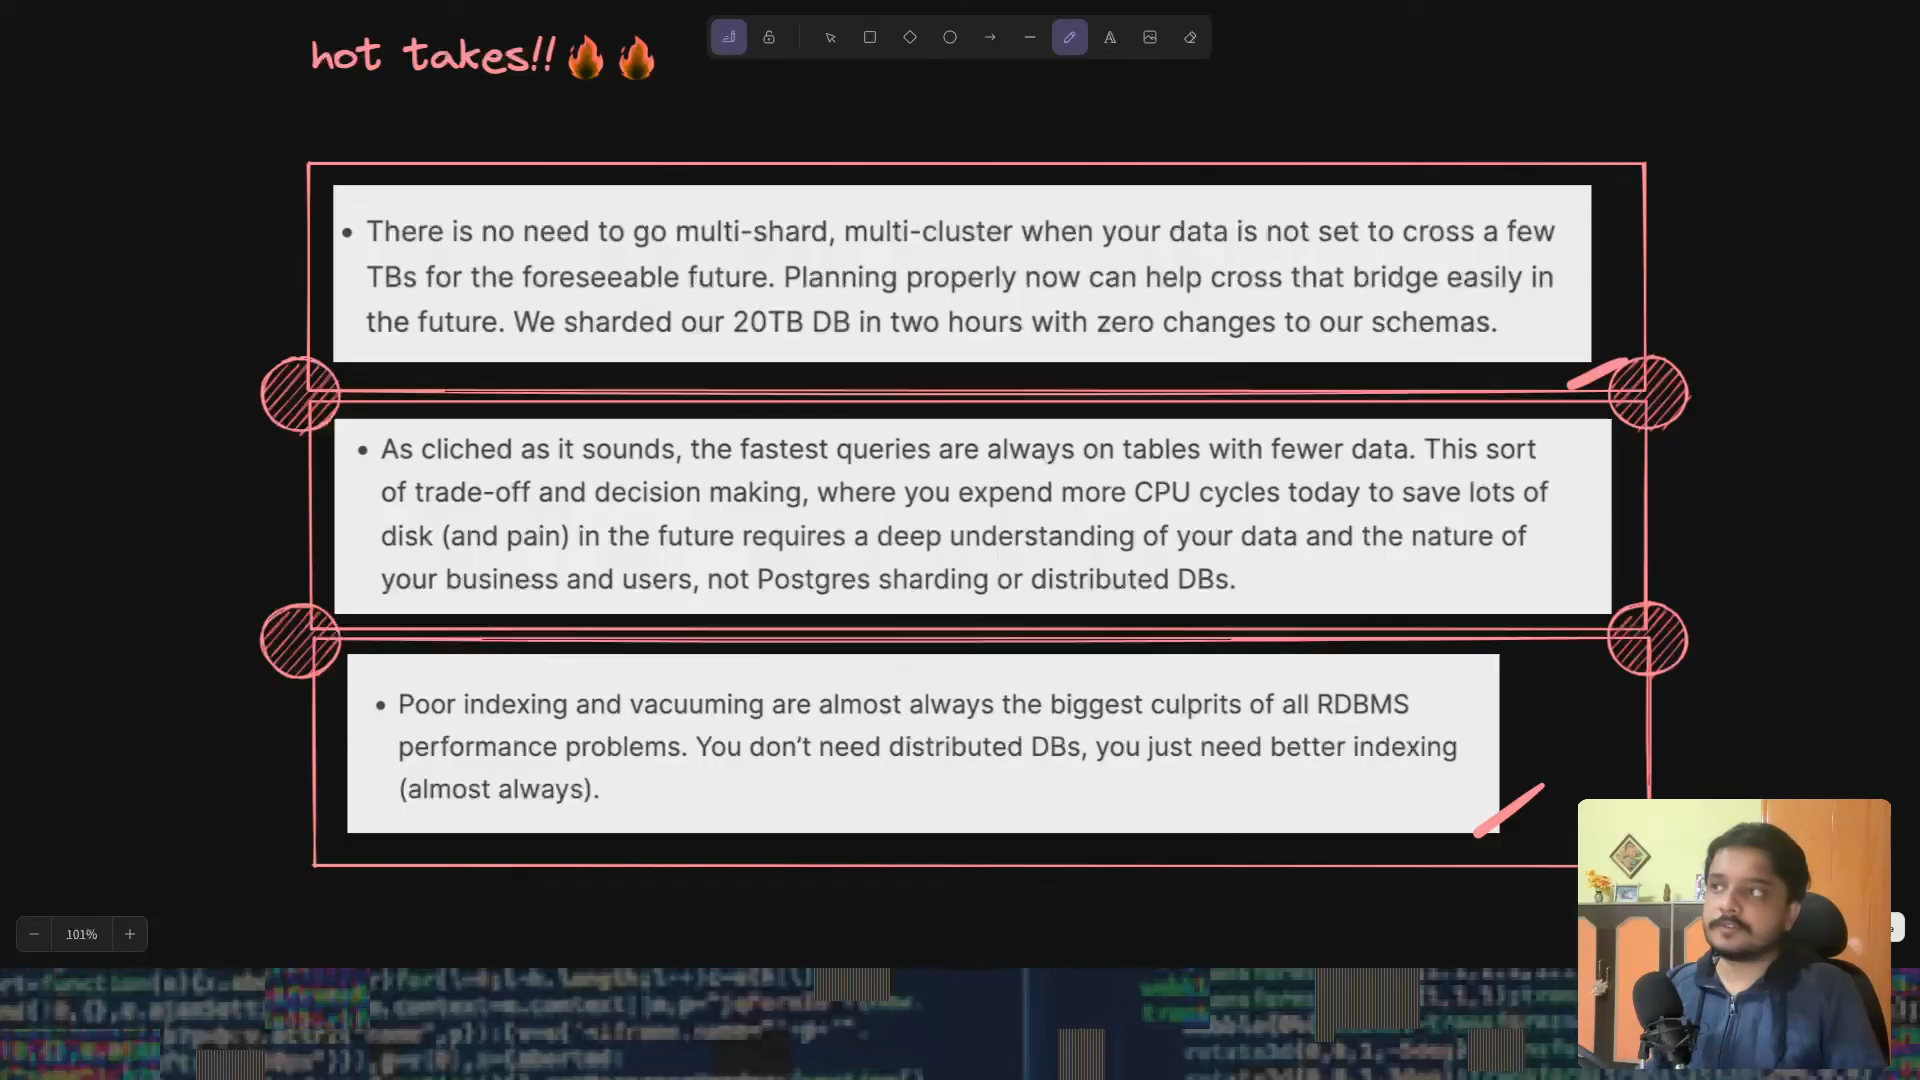 hot takes!!🔥🔥
• There is no need to go multi-shard, multi-cluster when your data is not set to cross a few
TBs for the foreseeable future. Planning properly now can help cross that bridge easily in
the future. We sharded our 20TB DB in two hours with zero changes to our schemas.
• As cliched as it sounds, the fastest queries are always on tables with fewer data. This sort
of trade-off and decision making, where you expend more CPU cycles today to save lots of
disk (and pain) in the future requires a deep understanding of your data and the nature of
your business and users, not Postgres sharding or distributed DBs.
• Poor indexing and vacuuming are almost always the biggest culprits of all RDBMS
performance problems. You don’t need distributed DBs, you just need better indexing
(almost always).
101%